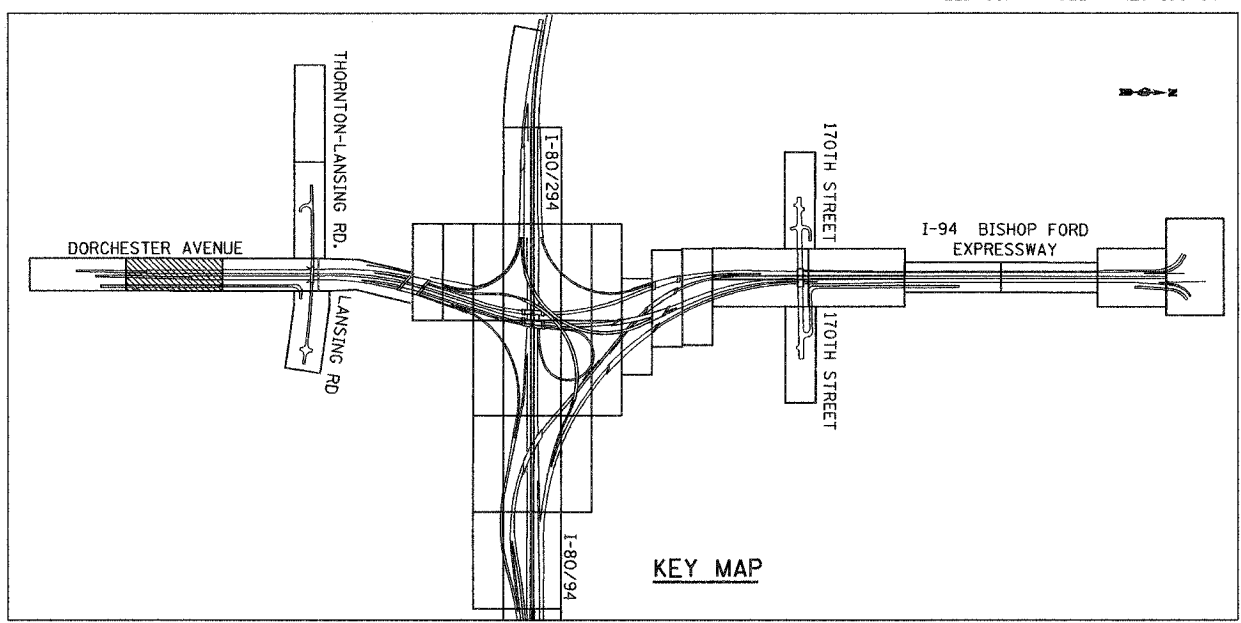 THORNTON-LANSING RD.
I-80/294
170TH STREET
N
DORCHESTER AVENUE
I-94 BISHOP FORD
EXPRESSWAY
LANSING RD
170TH STREET
I-80/94
KEY MAP